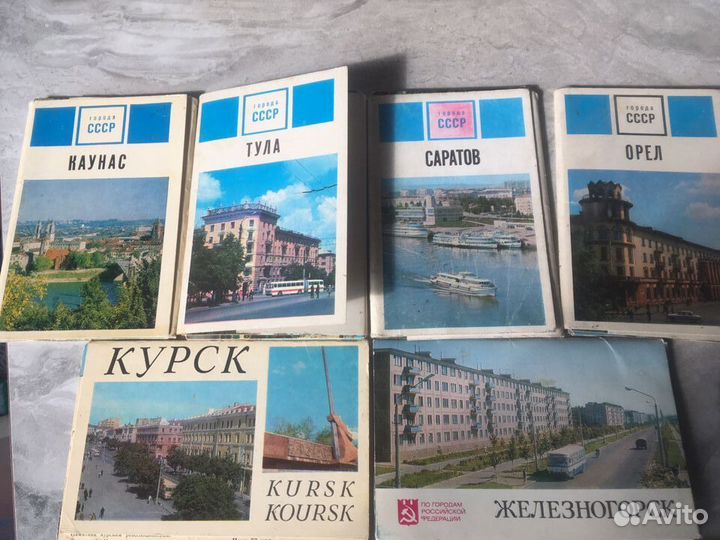 города
СССР
КАУНАС
города
СССР
ТУЛА
города
СССР
САРАТОВ
города
СССР
ОРЕЛ
КУРСК
KURSK
KOURSK
ПО ГОРОДАМ
РОССИЙСКОЙ
ФЕДЕРАЦИИ
ЖЕЛЕЗНОГОРСК
Avito